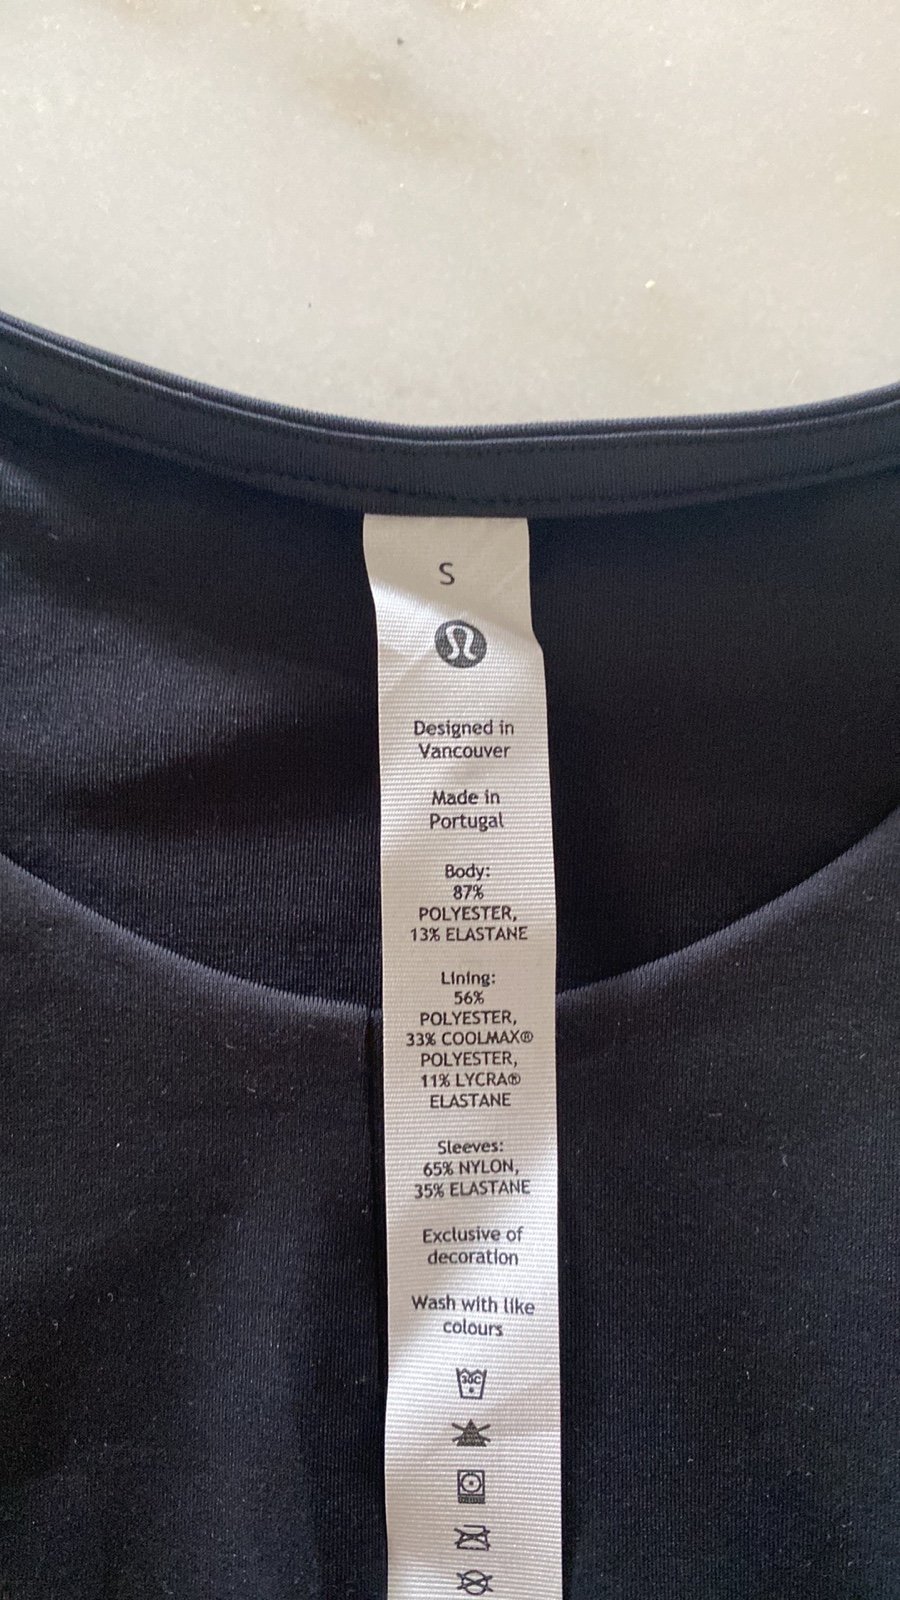 S
Designed in
Vancouver
Made in
Portugal
Body:
87%
POLYESTER,
13% ELASTANE
Lining:
56%
POLYESTER,
33% COOLMAX®
POLYESTER,
11% LYCRA®
ELASTANE
Sleeves:
65% NYLON,
35% ELASTANE
Exclusive of
decoration
Wash with like
colours
30C